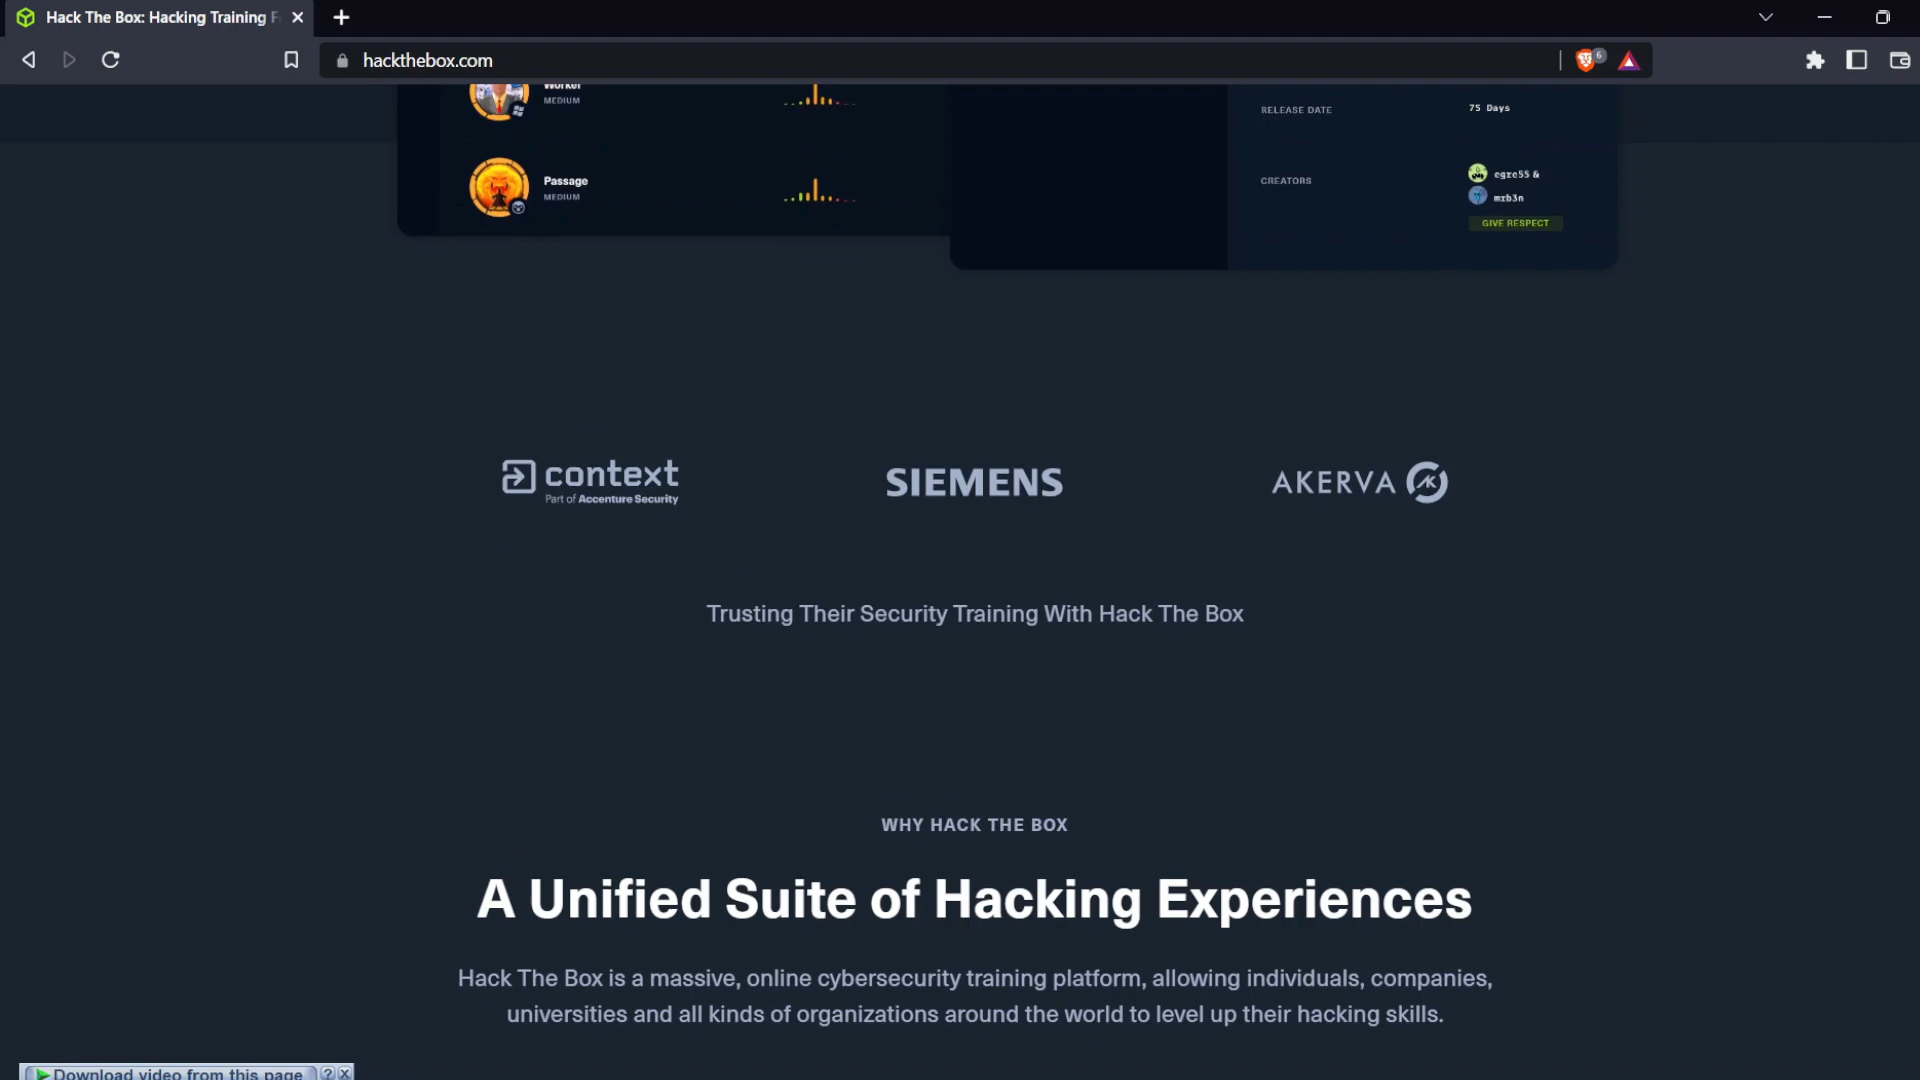 Hack The Box: Hacking Training F
hackthebox.com
6
Worker
MEDIUM
RELEASE DATE
75 Days
Passage
MEDIUM
CREATORS
egre55 &
mrb3n
GIVE RESPECT
context
Part of Accenture Security
SIEMENS
AKERVA
Trusting Their Security Training With Hack The Box
WHY HACK THE BOX
A Unified Suite of Hacking Experiences
Hack The Box is a massive, online cybersecurity training platform, allowing individuals, companies,
universities and all kinds of organizations around the world to level up their hacking skills.
Download video from this page
? X